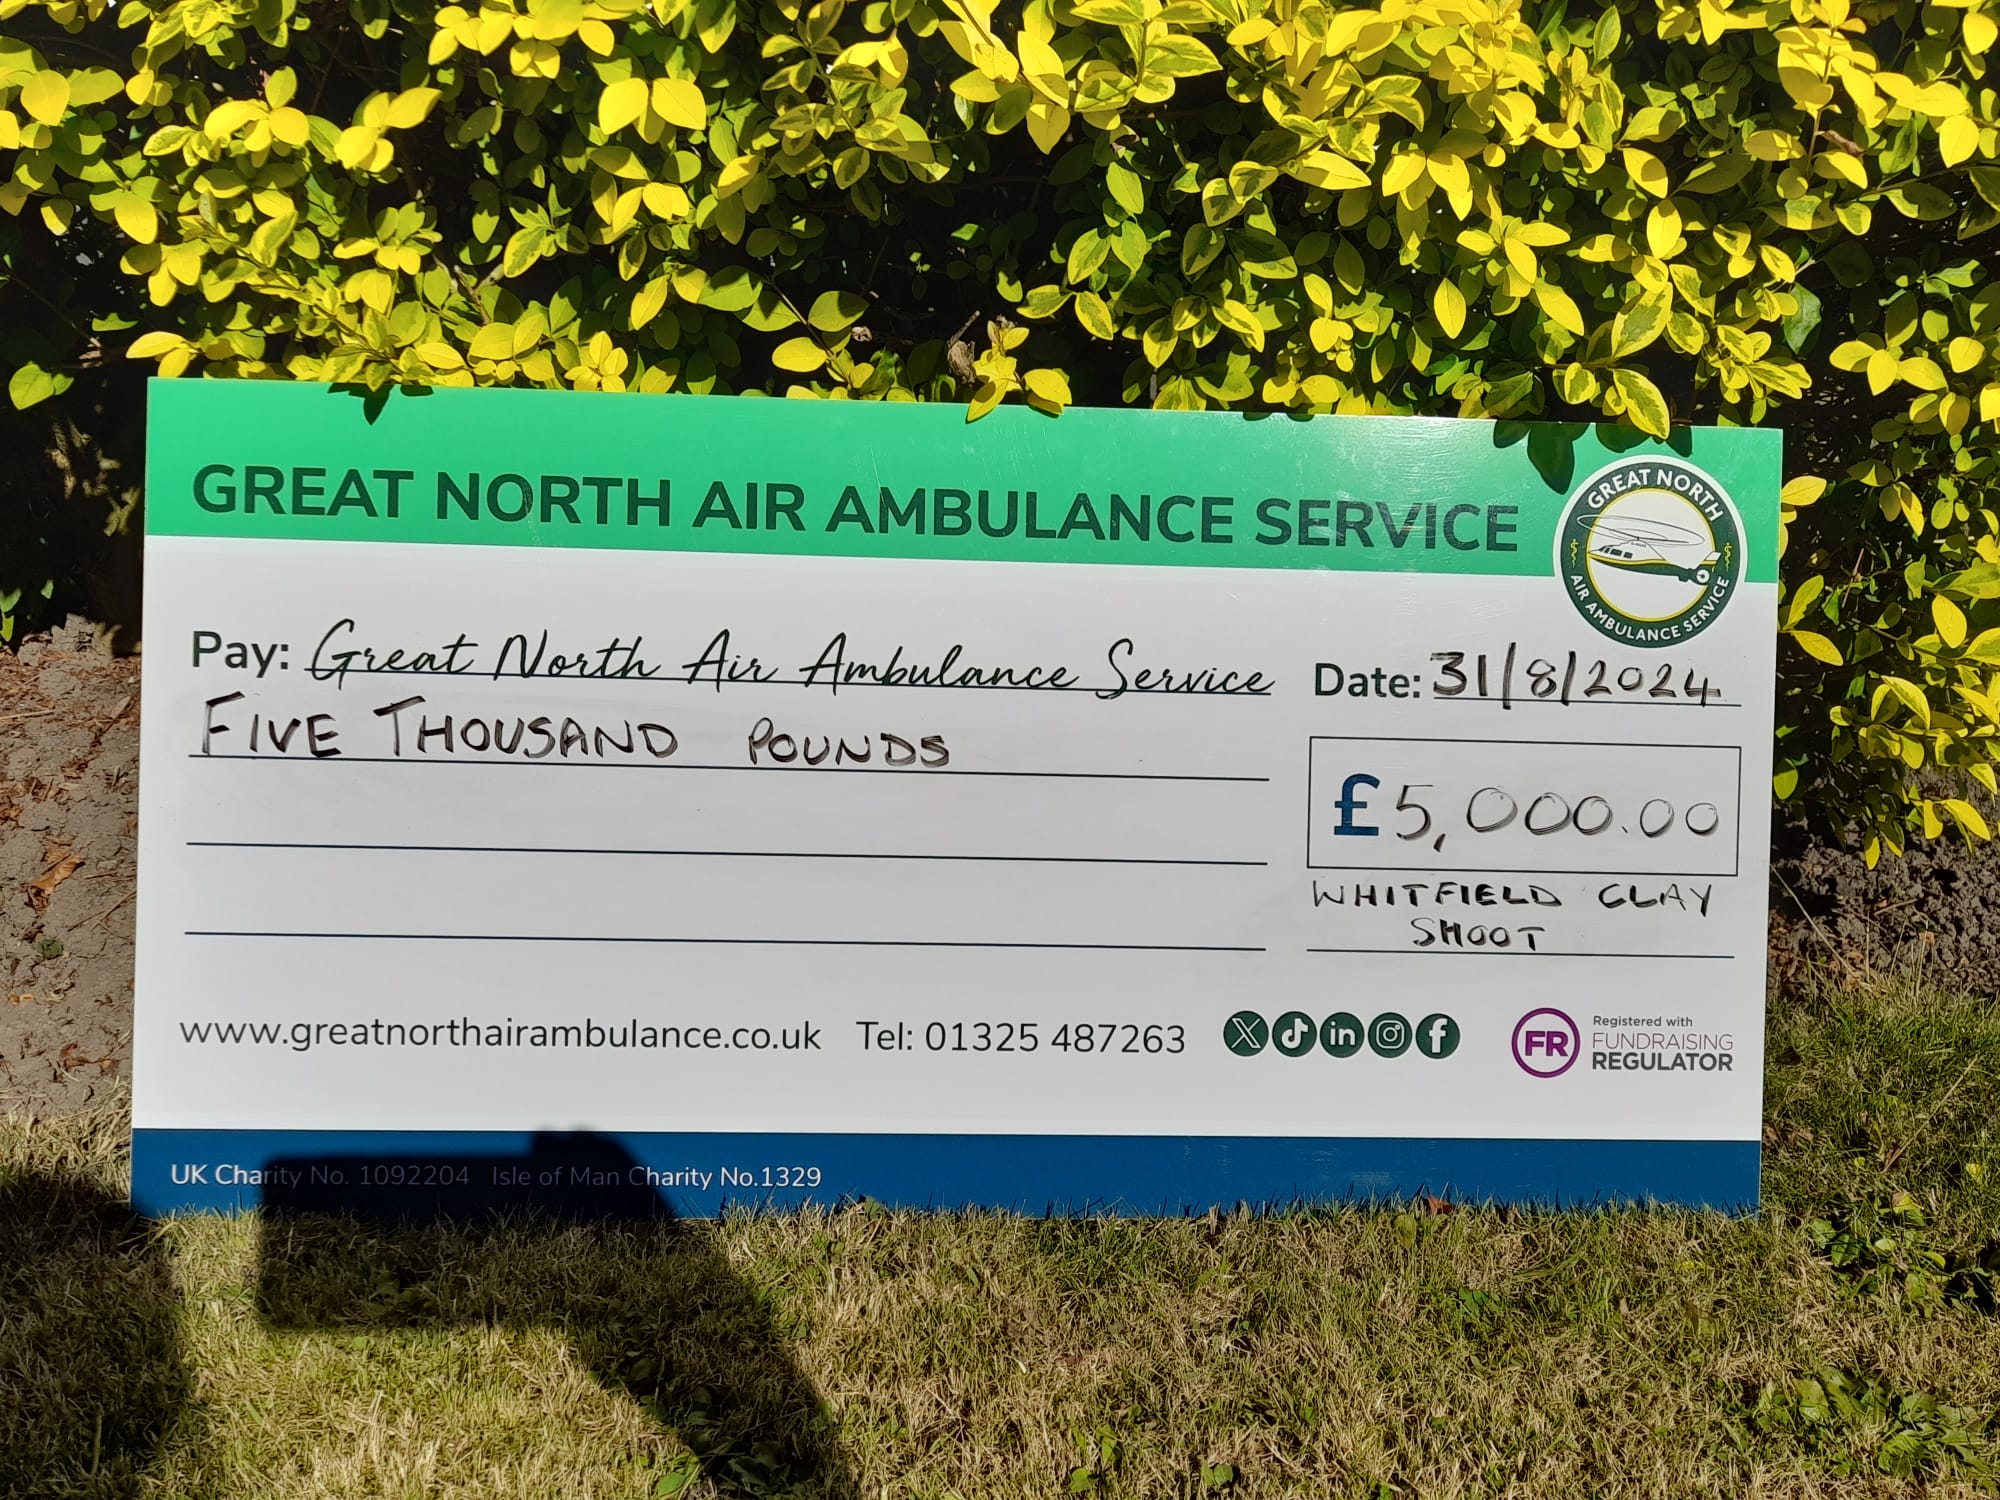 GREAT NORTH AIR AMBULANCE SERVICE
GREAT NORTH
AIR AMBULANCE SERVICE
Pay: Great North Air Ambulance Service
Date: 31/8/2024
FIVE THOUSAND POUNDS
£5,000.00
WHITFIELD CLAY
SHOOT
www.greatnorthairambulance.co.uk Tel: 01325 487263
FR
Registered with
FUNDRAISING
REGULATOR
UK Charity No. 1092204 Isle of Man Charity No.1329